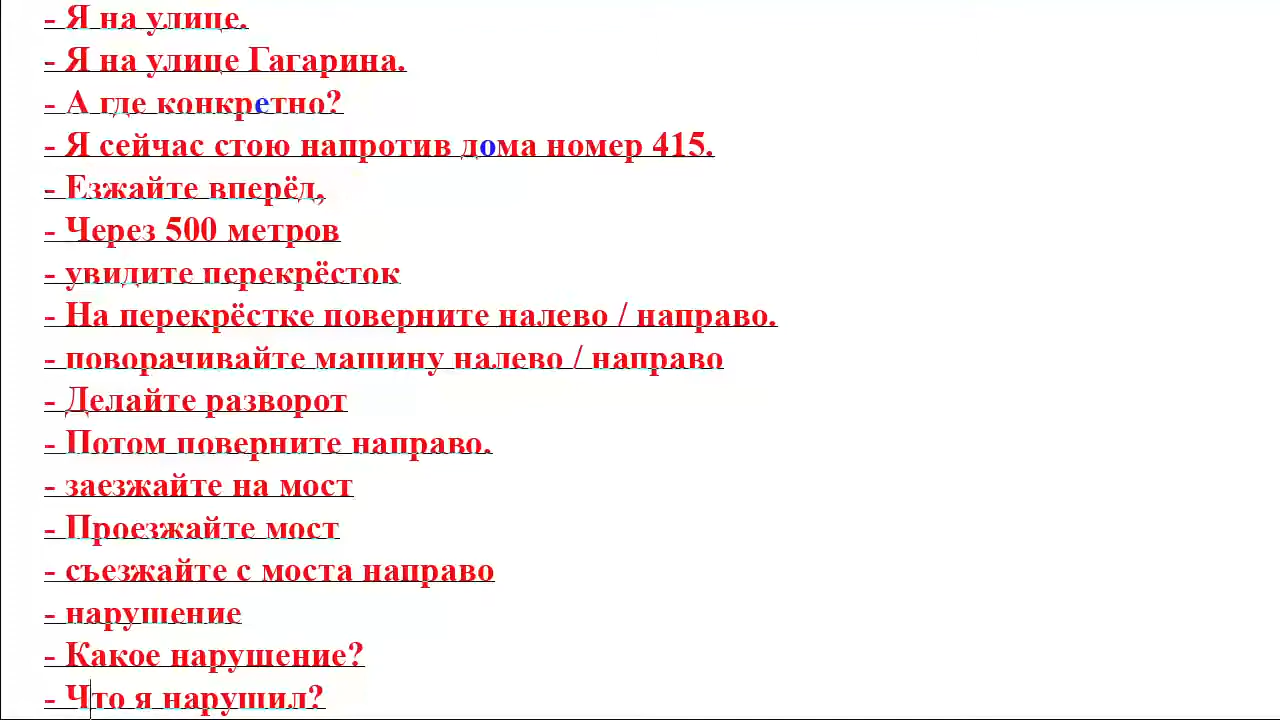 - Я на улице.
- Я на улице Гагарина.
- А где конкретно?
- Я сейчас стою напротив дома номер 415.
- Езжайте вперёд,
- Через 500 метров
- увидите перекрёсток
- На перекрёстке поверните налево / направо.
- поворачивайте машину налево / направо
- Делайте разворот
- Потом поверните направо.
- заезжайте на мост
- Проезжайте мост
- съезжайте с моста направо
- нарушение
- Какое нарушение?
- Что я нарушил?